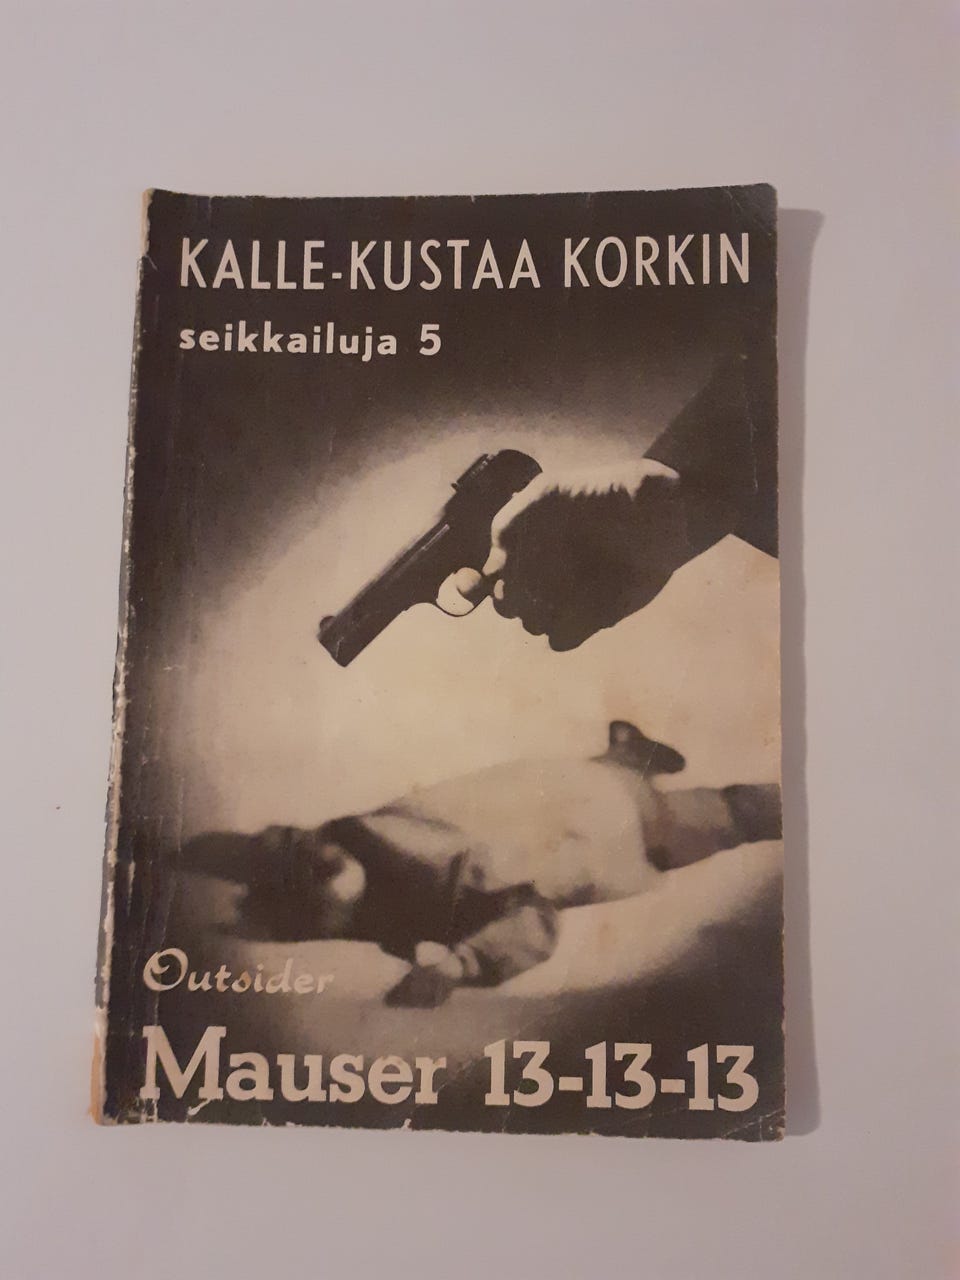 KALLE-KUSTAA KORKIN
seikkailuja 5
Outsider
Mauser 13-13-13